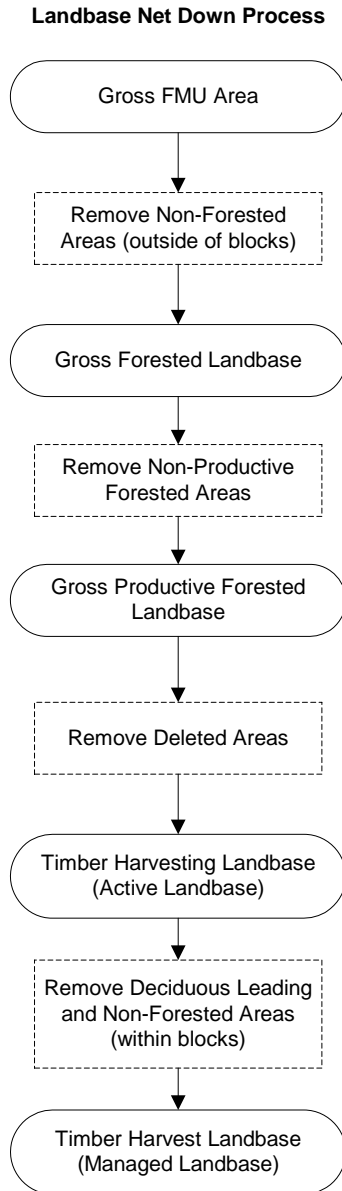 Landbase Net Down Process
Gross FMU Area
Remove Non-Forested
Areas (outside of blocks)
Gross Forested Landbase
Remove Non-Productive
Forested Areas
Gross Productive Forested
Landbase
Remove Deleted Areas
Timber Harvesting Landbase
(Active Landbase)
Remove Deciduous Leading
and Non-Forested Areas
(within blocks)
Timber Harvest Landbase
(Managed Landbase)